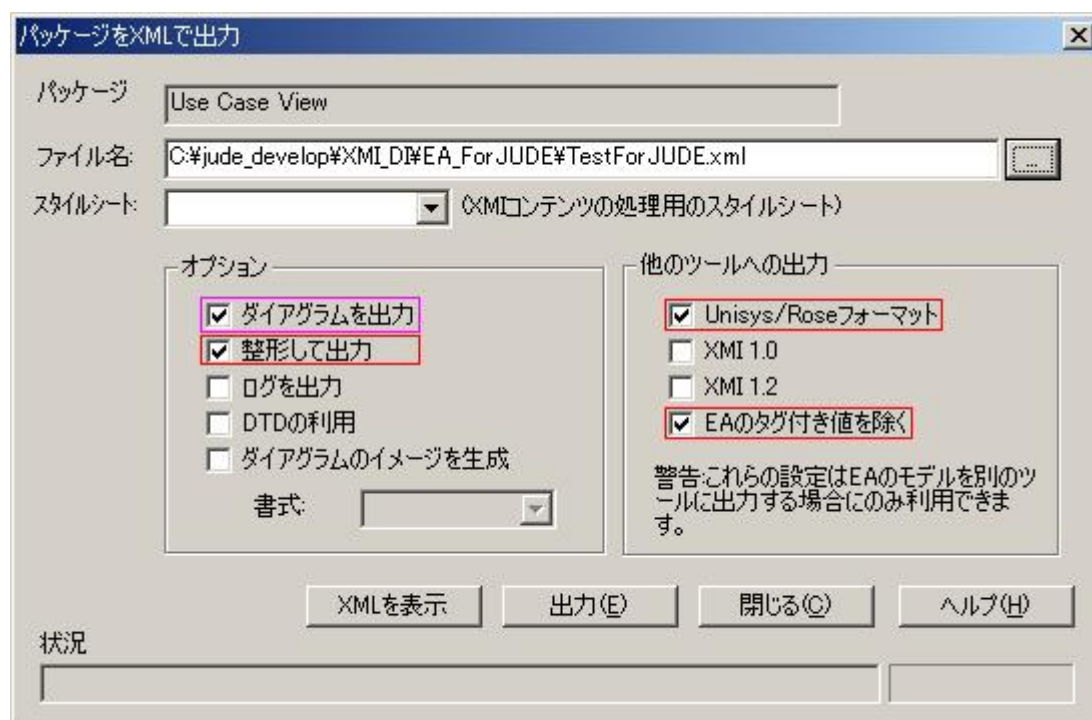 パッケージをXMLで出力
パッケージ
Use Case View
ファイル名:
C:¥jude_develop¥XMI_DI¥EA_ForJUDE¥TestForJUDE.xml
...
スタイルシート:
(XMIコンテンツの処理用のスタイルシート)
オプション
ダイアグラムを出力
整形して出力
ログを出力
DTDの利用
ダイアグラムのイメージを生成
書式:
他のツールへの出力
Unisys/Roseフォーマット
XMI 1.0
XMI 1.2
EAのタグ付き値を除く
警告:これらの設定はEAのモデルを別のツ
ールに出力する場合にのみ利用できま
す。
XMLを表示
出力(E)
閉じる(C)
ヘルプ(H)
状況